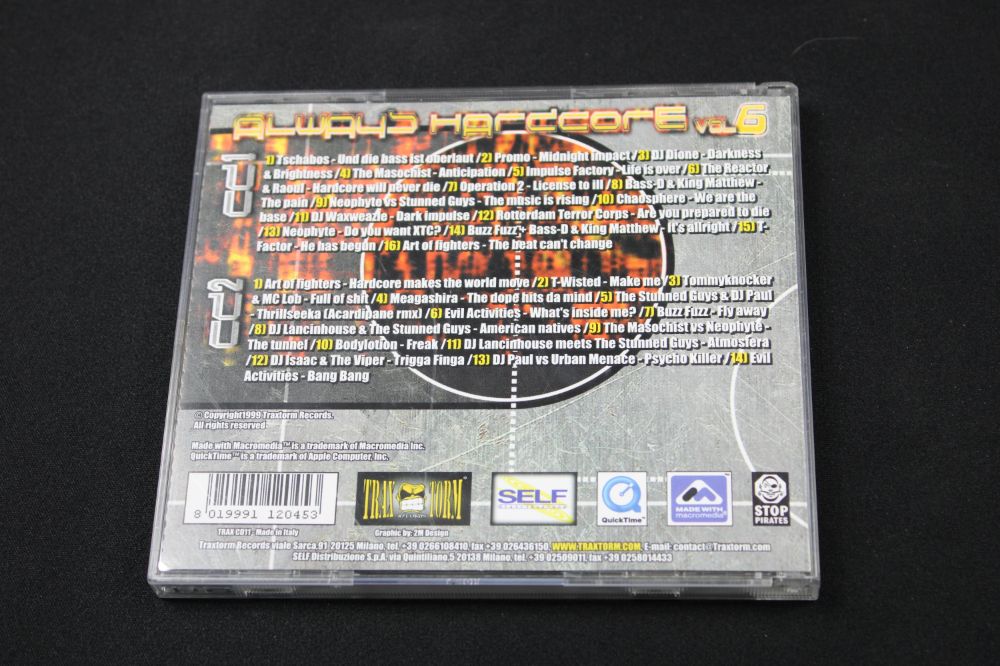 Always Hardcore Vol 6
1) Tschabos - Und die bass ist oberlaut /2) Promo - Midnight impact /3) DJ Dione - Darkness
& Brightness /4) The Masochist - Anticipation /5) Impulse Factory - Life is over /6) The Reactor
& Raoul - Hardcore will never die /7) Operation 2 - License to ill /8) Bass-D & King Matthew -
The pain /9) Neophyte vs Stunned Guys - The music is rising /10) Chaosphere - We are the
base /11) DJ Waxweazle - Dark impulse /12) Rotterdam Terror Corps - Are you prepared to die
/13) Neophyte - Do you want XTC? /14) Buzz Fuzz + Bass-D & King Matthew - It's allright /15) T-
Factor - He has begun /16) Art of fighters - The beat can't change
1) Art of fighters - Hardcore makes the world move /2) T-Wisted - Make me /3) Tommyknocker
& MC Lob - Full of shit /4) Meagashira - The dope hits da mind /5) The Stunned Guys & DJ Paul
- Thrillseeka (Acardipane rmx) /6) Evil Activities - What's inside me? /7) Buzz Fuzz - Fly away
/8) DJ Lancinhouse & The Stunned Guys - American natives /9) The Masochist vs Neophyte -
The tunnel /10) Bodylotion - Freak /11) DJ Lancinhouse meets The Stunned Guys - Atmosfera
/12) DJ Isaac & The Viper - Trigga Finga /13) DJ Paul vs Urban Menace - Psycho Killer /14) Evil
Activities - Bang Bang
© Copyright1999 Traxtorm Records.
All rights reserved.
Made with Macromedia™ is a trademark of Macromedia Inc.
QuickTime™ is a trademark of Apple Computer, Inc.
8 019991 120453
TRAX TORM
SELF
QuickTime™
MADE WITH
macromedia™
STOP
PIRATES
TRAX CD11 - Made in Italy
Graphic by: 2M Design
Traxtorm Records viale Sarca,91 20125 Milano, tel. +39 0266108410, fax +39 026436150, WWW.TRAXTORM.COM, E-mail: contact@Traxtorm.com
SELF Distribuzione S.p.A. via Quintiliano,5 20138 Milano, tel. +39 02509011, fax +39 0258014433